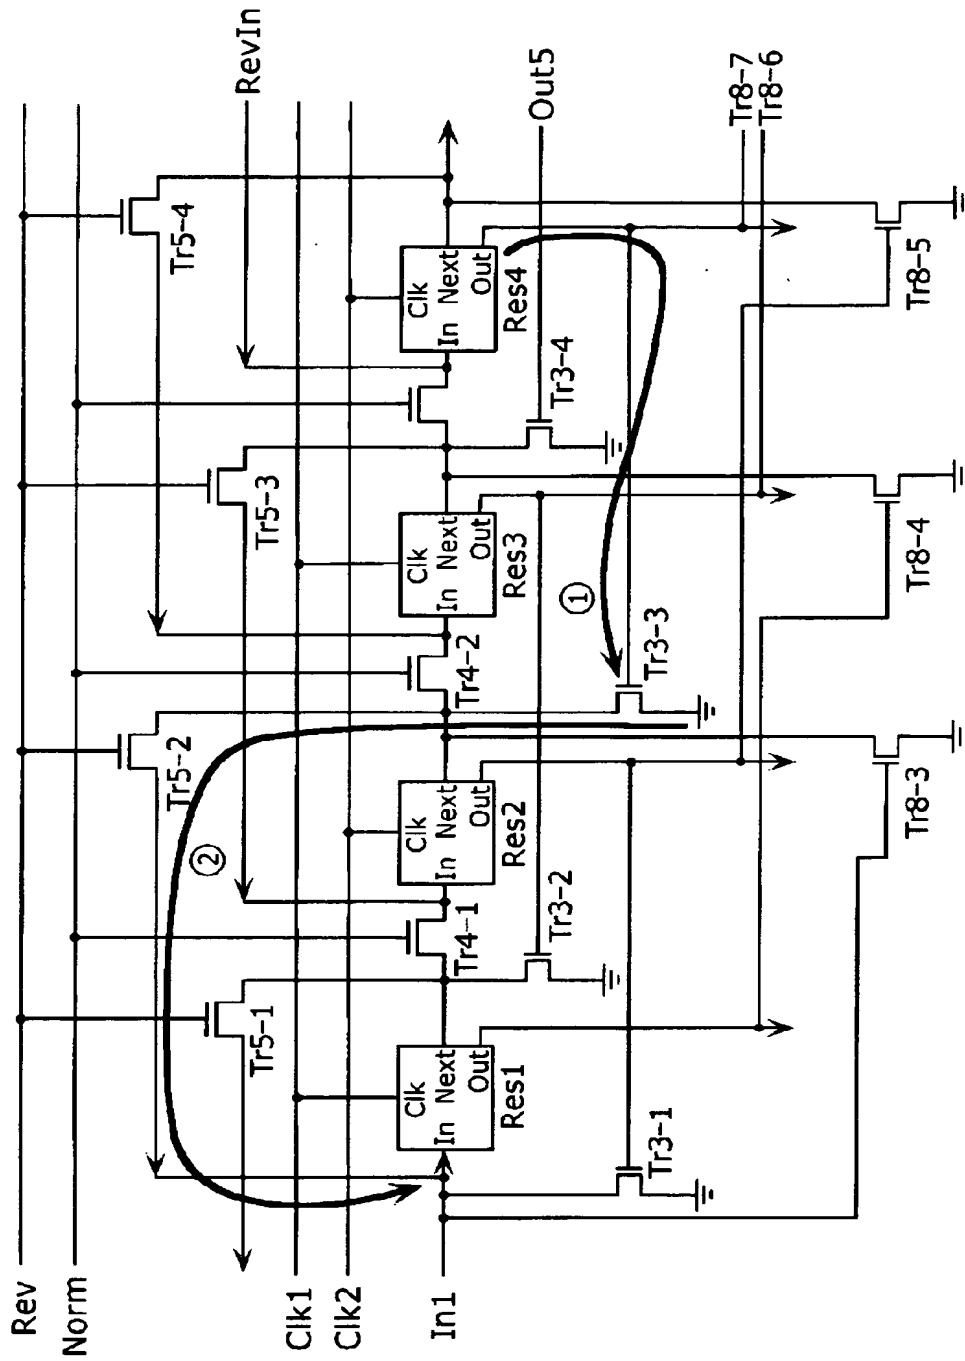 Rev
Norm
Clk1
Clk2
In1
RevIn
Out5
Tr8-7
Tr8-6
Tr5-1
Tr5-2
Tr5-3
Tr5-4
Clk
In Next
Out
Res1
Clk
In Next
Out
Res2
Clk
In Next
Out
Res3
Clk
In Next
Out
Res4
Tr4-1
Tr4-2
Tr3-1
Tr3-2
Tr3-3
Tr3-4
①
②
Tr8-3
Tr8-4
Tr8-5